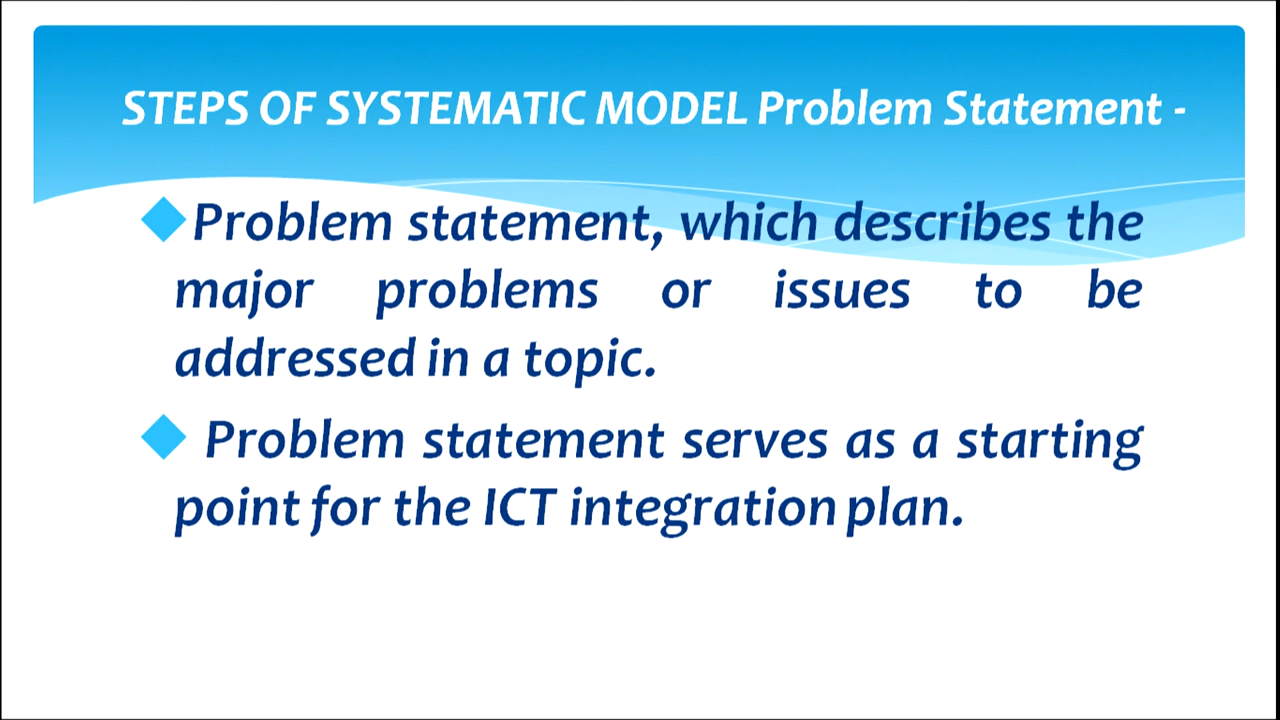 STEPS OF SYSTEMATIC MODEL Problem Statement -
Problem statement, which describes the
major problems or issues to be
addressed in a topic.
Problem statement serves as a starting
point for the ICT integration plan.